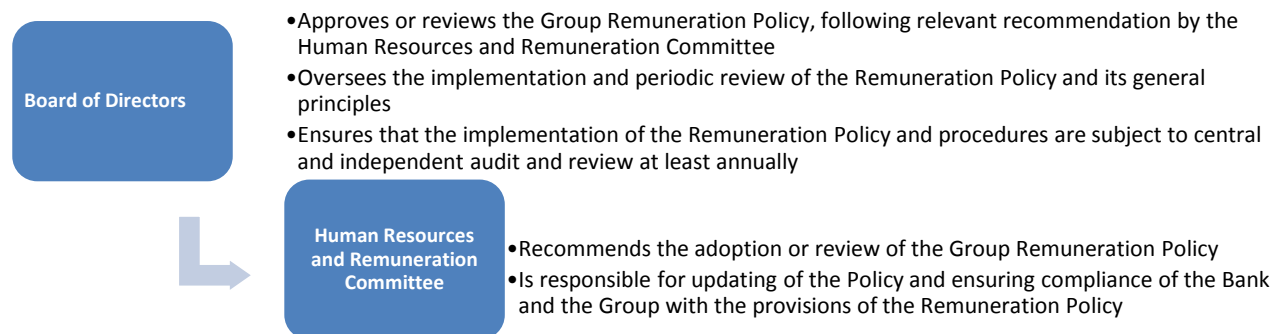 Board of Directors
•Approves or reviews the Group Remuneration Policy, following relevant recommendation by the
Human Resources and Remuneration Committee
•Oversees the implementation and periodic review of the Remuneration Policy and its general
principles
•Ensures that the implementation of the Remuneration Policy and procedures are subject to central
and independent audit and review at least annually
Human Resources
and Remuneration
Committee
•Recommends the adoption or review of the Group Remuneration Policy
•Is responsible for updating of the Policy and ensuring compliance of the Bank
and the Group with the provisions of the Remuneration Policy